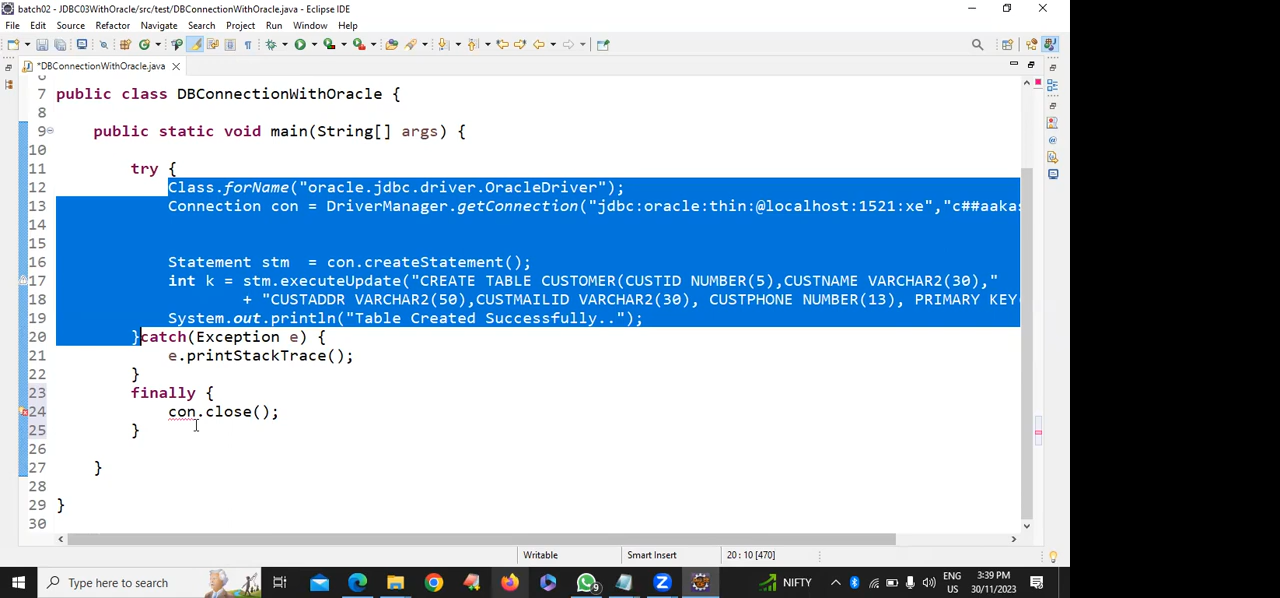 batch02 - JDBC03WithOracle/src/test/DBConnectionWithOracle.java - Eclipse IDE
File Edit Source Refactor Navigate Search Project Run Window Help
*DBConnectionWithOracle.java
6
7 public class DBConnectionWithOracle {
8
9 public static void main(String[] args) {
10
11 try {
12 Class.forName("oracle.jdbc.driver.OracleDriver");
13 Connection con = DriverManager.getConnection("jdbc:oracle:thin:@localhost:1521:xe","c##aakas
14
15
16 Statement stm = con.createStatement();
17 int k = stm.executeUpdate("CREATE TABLE CUSTOMER(CUSTID NUMBER(5),CUSTNAME VARCHAR2(30),"
18 + "CUSTADDR VARCHAR2(50),CUSTMAILID VARCHAR2(30), CUSTPHONE NUMBER(13), PRIMARY KEY
19 System.out.println("Table Created Successfully..");
20 }catch(Exception e) {
21 e.printStackTrace();
22 }
23 finally {
24 con.close();
25 }
26
27 }
28
29 }
30
Writable Smart Insert 20 : 10 [470]
Type here to search 9 NIFTY ENG US 3:39 PM 30/11/2023